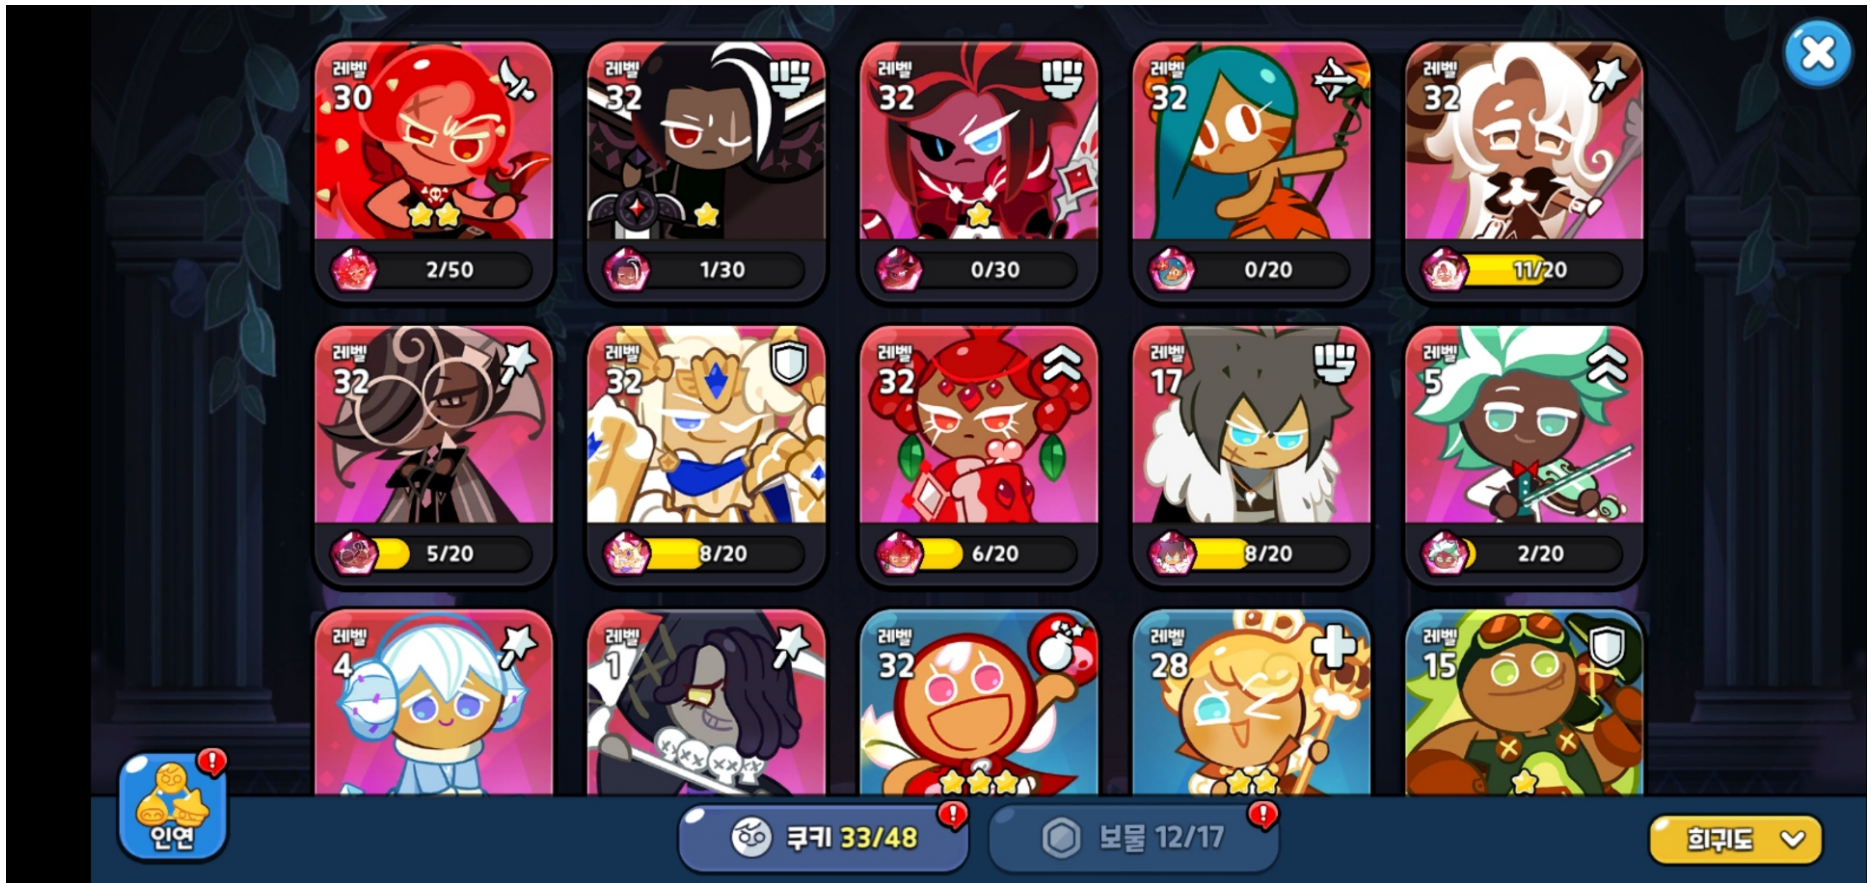 레벨 레벨 레벨 레벨 레벨
30 32 32 32 32
2/50 1/30 0/30 0/20 11/20
레벨 레벨 레벨 레벨 레벨
32 32 32 17 5
5/20 8/20 6/20 8/20 2/20
레벨 레벨 레벨 레벨 레벨
4 1 32 28 15
인연
쿠키 33/48
보물 12/17
희귀도